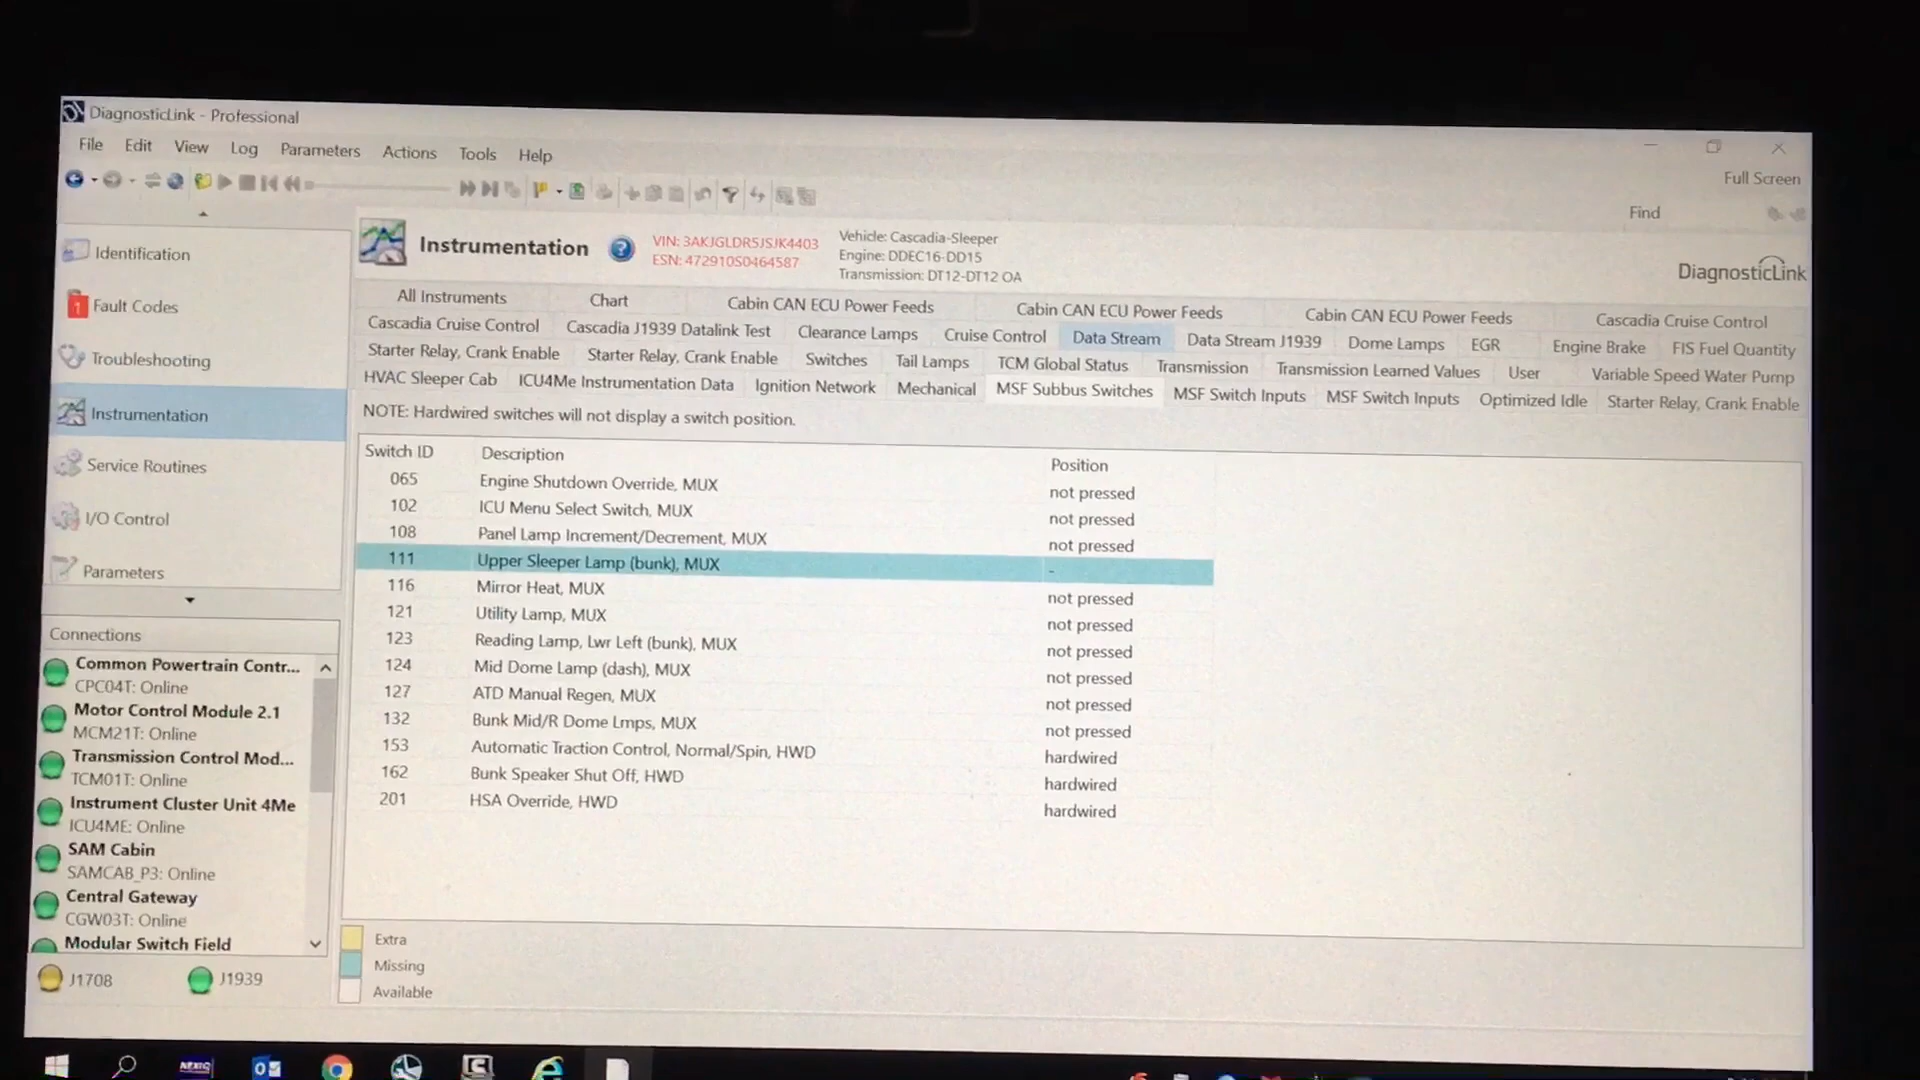 DiagnosticLink - Professional
File Edit View Log Parameters Actions Tools Help
Full Screen
Find
Identification
1 Fault Codes
Troubleshooting
Instrumentation
Service Routines
I/O Control
Parameters
Connections
Common Powertrain Contr...
CPC04T: Online
Motor Control Module 2.1
MCM21T: Online
Transmission Control Mod...
TCM01T: Online
Instrument Cluster Unit 4Me
ICU4ME: Online
SAM Cabin
SAMCAB_P3: Online
Central Gateway
CGW03T: Online
Modular Switch Field
J1708 J1939
Instrumentation
VIN: 3AKJGLDR5JSJK4403
ESN: 472910S0464587
Vehicle: Cascadia-Sleeper
Engine: DDEC16-DD15
Transmission: DT12-DT12 OA
DiagnosticLink
All Instruments Chart Cabin CAN ECU Power Feeds Cabin CAN ECU Power Feeds Cabin CAN ECU Power Feeds Cascadia Cruise Control
Cascadia Cruise Control Cascadia J1939 Datalink Test Clearance Lamps Cruise Control Data Stream Data Stream J1939 Dome Lamps EGR Engine Brake FIS Fuel Quantity
Starter Relay, Crank Enable Starter Relay, Crank Enable Switches Tail Lamps TCM Global Status Transmission Transmission Learned Values User Variable Speed Water Pump
HVAC Sleeper Cab ICU4Me Instrumentation Data Ignition Network Mechanical MSF Subbus Switches MSF Switch Inputs MSF Switch Inputs Optimized Idle Starter Relay, Crank Enable
NOTE: Hardwired switches will not display a switch position.
Switch ID Description Position
065 Engine Shutdown Override, MUX not pressed
102 ICU Menu Select Switch, MUX not pressed
108 Panel Lamp Increment/Decrement, MUX not pressed
111 Upper Sleeper Lamp (bunk), MUX -
116 Mirror Heat, MUX not pressed
121 Utility Lamp, MUX not pressed
123 Reading Lamp, Lwr Left (bunk), MUX not pressed
124 Mid Dome Lamp (dash), MUX not pressed
127 ATD Manual Regen, MUX not pressed
132 Bunk Mid/R Dome Lmps, MUX not pressed
153 Automatic Traction Control, Normal/Spin, HWD hardwired
162 Bunk Speaker Shut Off, HWD hardwired
201 HSA Override, HWD hardwired
Extra
Missing
Available
NEXIQ